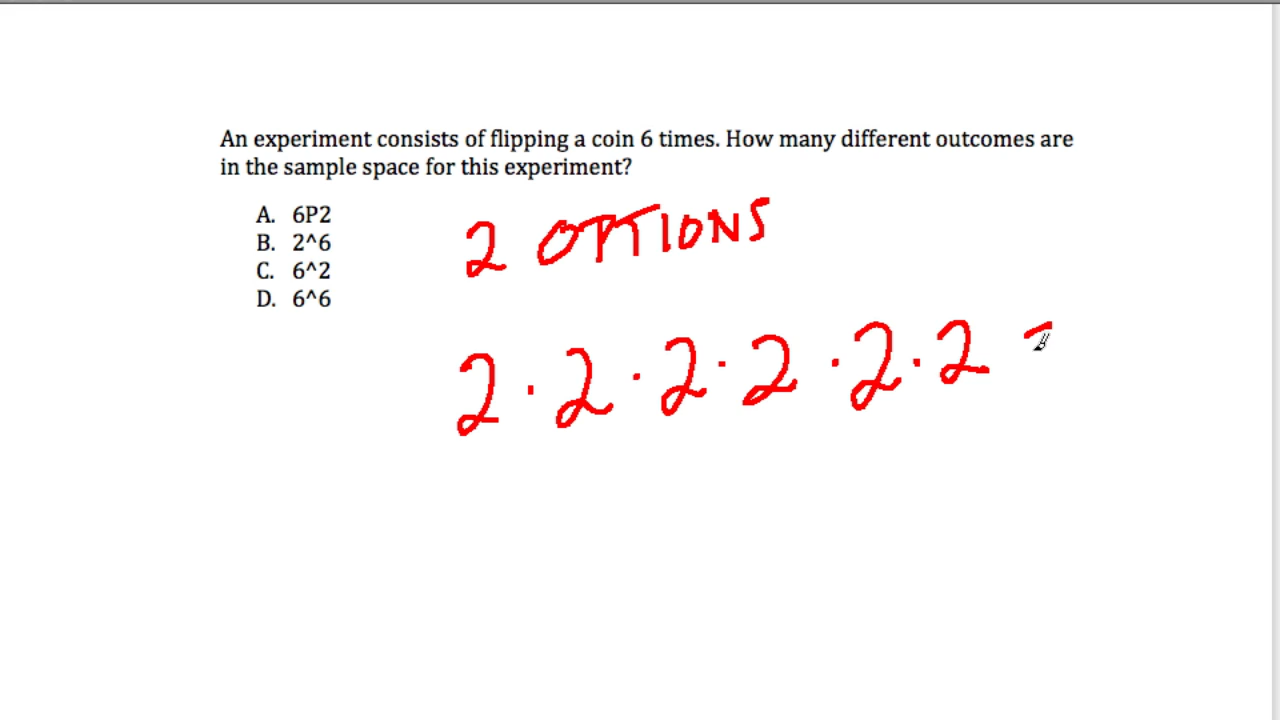 An experiment consists of flipping a coin 6 times. How many different outcomes are
in the sample space for this experiment?
A. 6P2
B. 2^6
C. 6^2
D. 6^6
2 OPTIONS
2 · 2 · 2 · 2 · 2 · 2